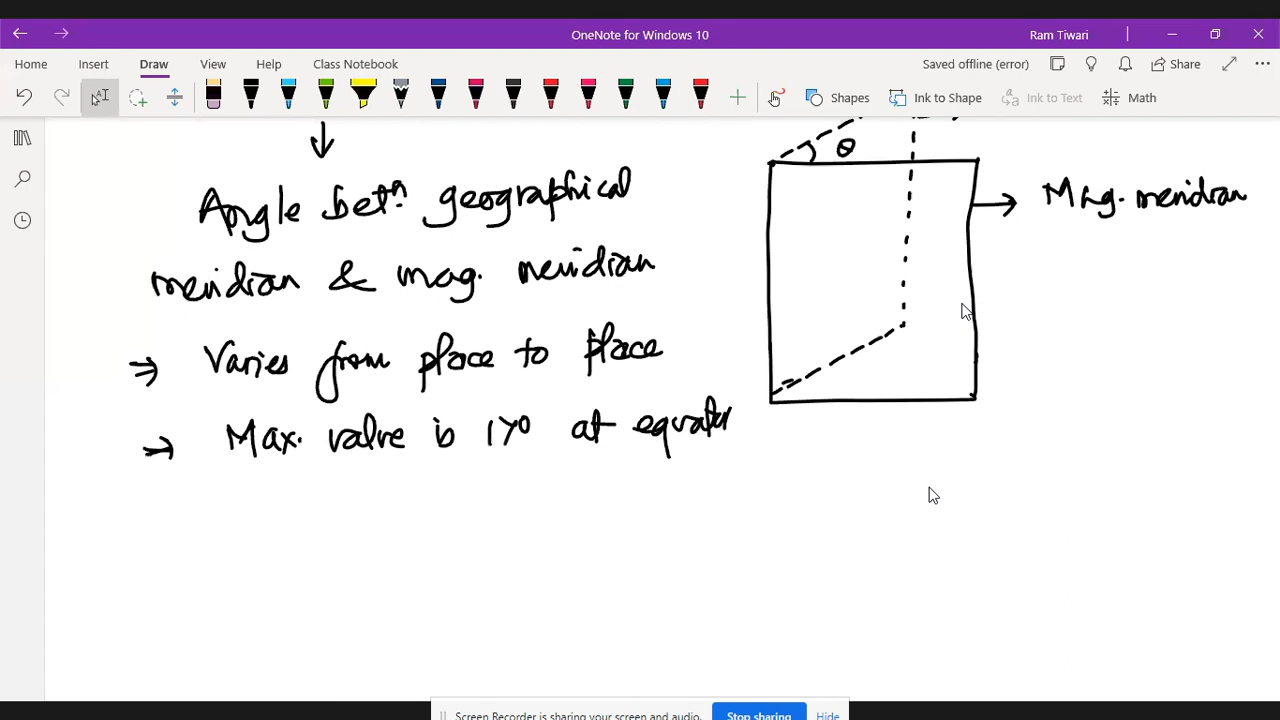 OneNote for Windows 10
Ram Tiwari
Home Insert Draw View Help Class Notebook
Saved offline (error) Share
Shapes Ink to Shape Ink to Text Math
θ
Angle betⁿ geographical
meridian & mag. meridian
Mag. meridian
⇒ Varies from place to place
⇒ Max. value is 17° at equator
Screen Recorder is sharing your screen and audio. Stop sharing Hide